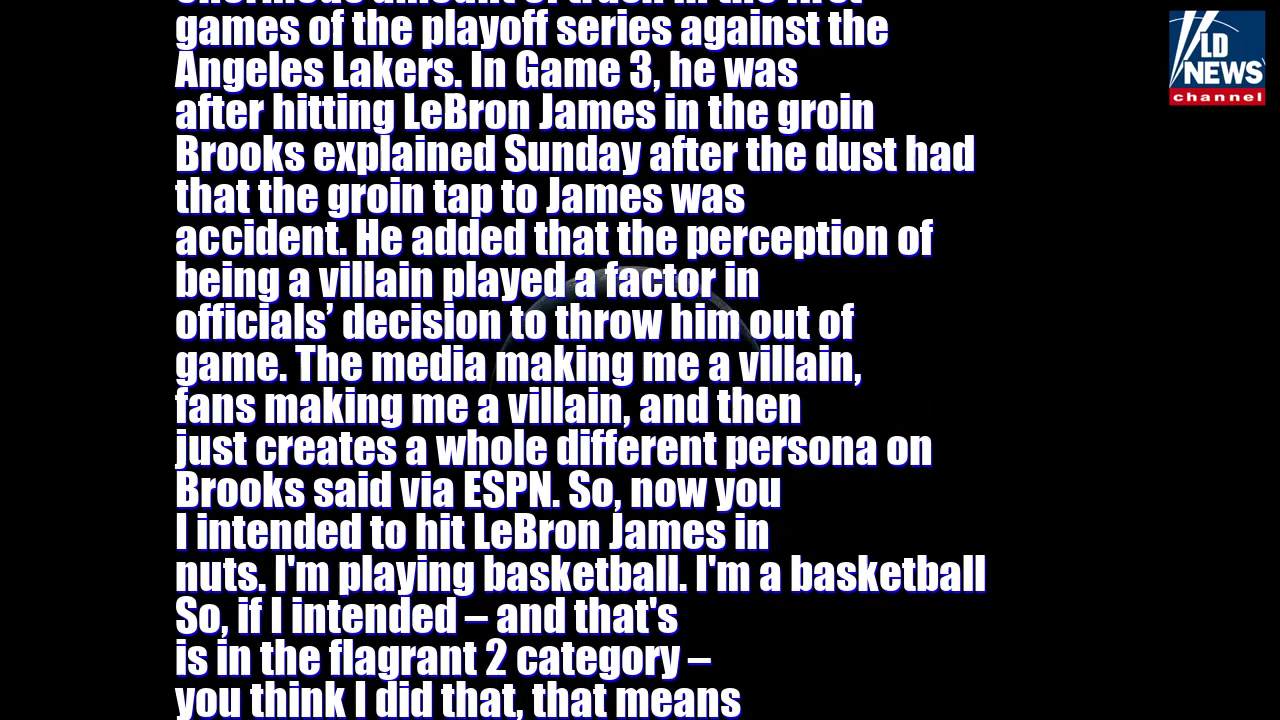 games of the playoff series against the
Angeles Lakers. In Game 3, he was
after hitting LeBron James in the groin
Brooks explained Sunday after the dust had
that the groin tap to James was
accident. He added that the perception of
being a villain played a factor in
officials’ decision to throw him out of
game. The media making me a villain,
fans making me a villain, and then
just creates a whole different persona on
Brooks said via ESPN. So, now you
I intended to hit LeBron James in
nuts. I'm playing basketball. I'm a basketball
So, if I intended – and that's
is in the flagrant 2 category –
you think I did that, that means
LD
NEWS
channel